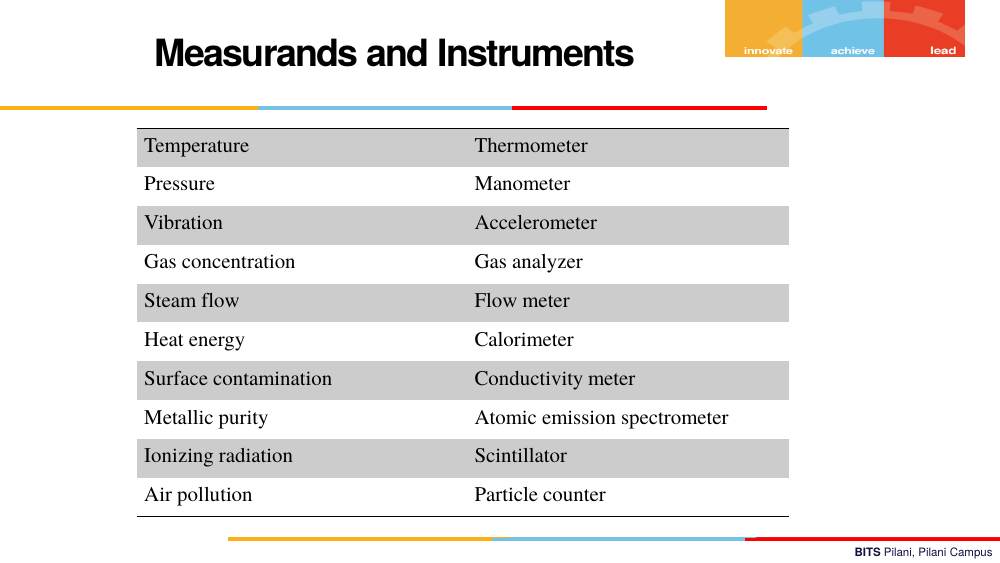 Measurands and Instruments
innovate achieve lead
Temperature Thermometer
Pressure Manometer
Vibration Accelerometer
Gas concentration Gas analyzer
Steam flow Flow meter
Heat energy Calorimeter
Surface contamination Conductivity meter
Metallic purity Atomic emission spectrometer
Ionizing radiation Scintillator
Air pollution Particle counter
BITS Pilani, Pilani Campus